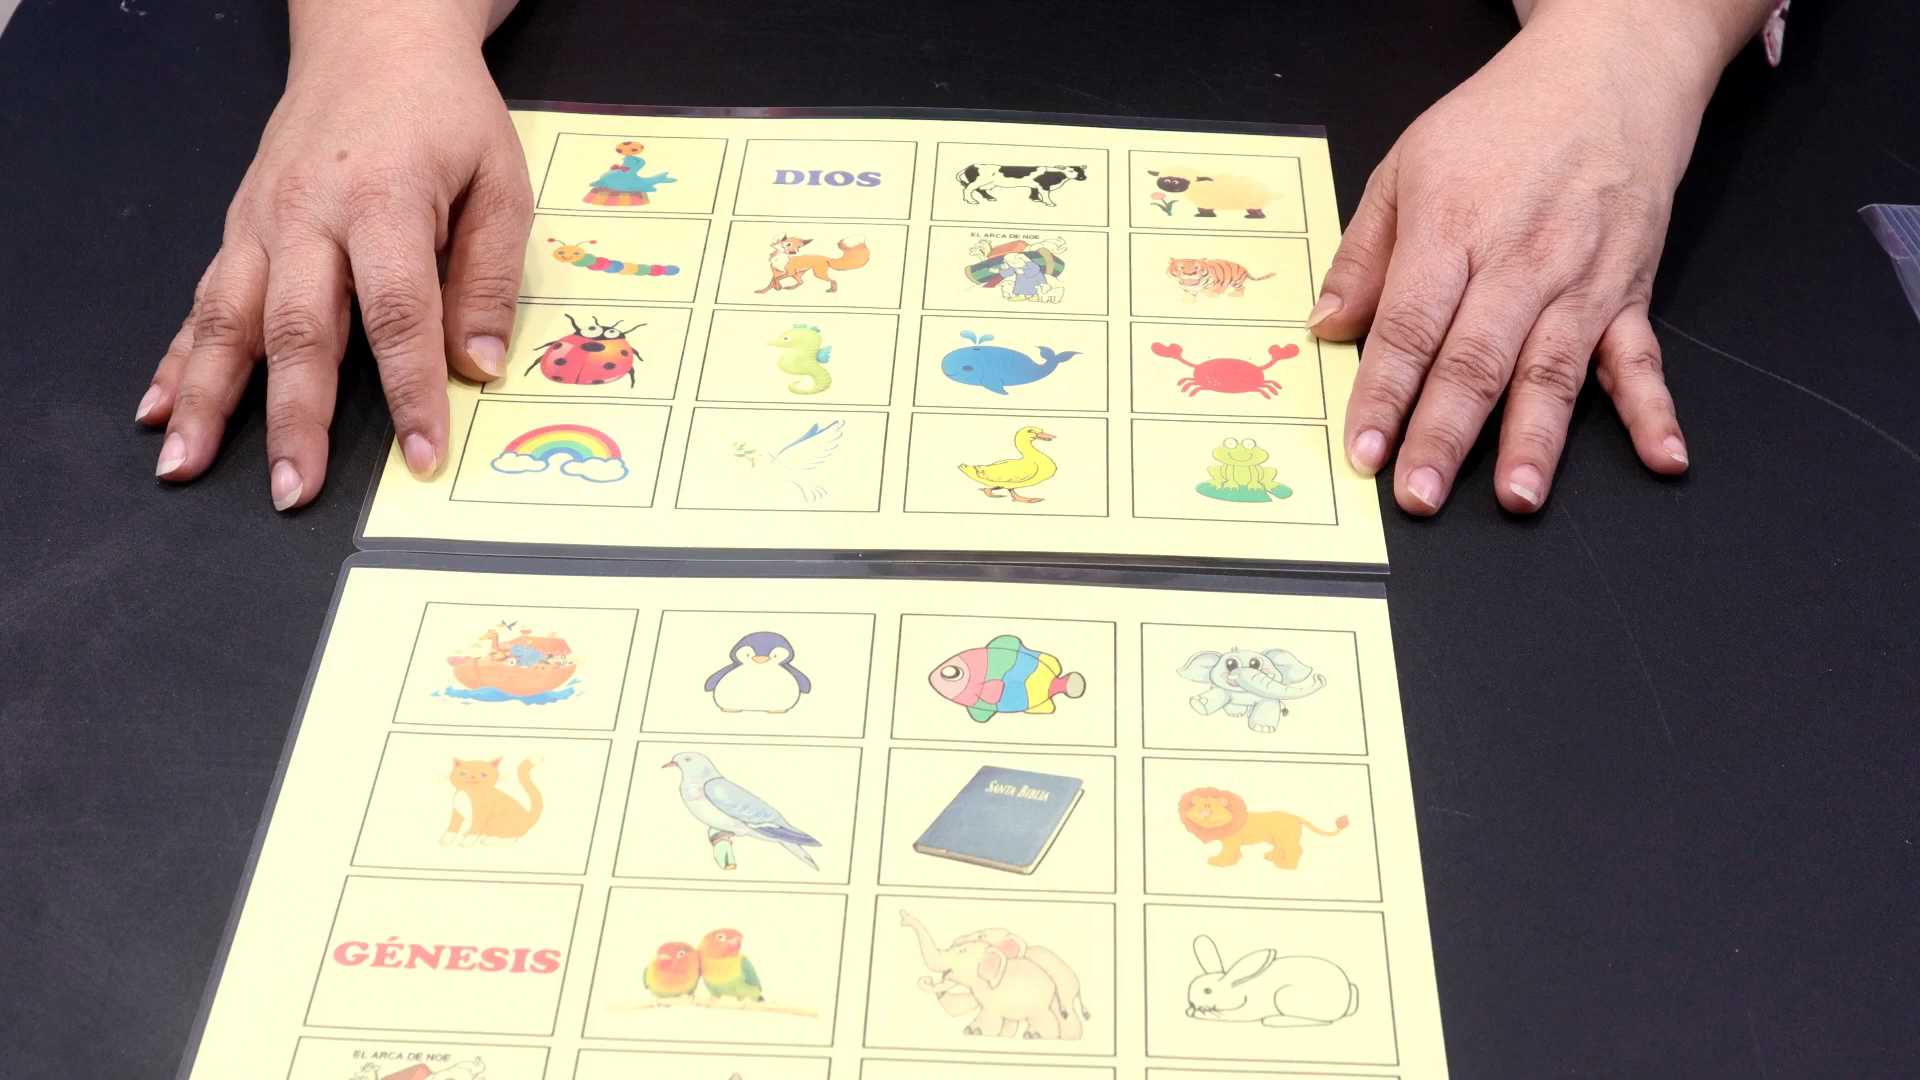 DIOS
EL ARCA DE NOE
SANTA BIBLIA
GÉNESIS
EL ARCA DE NOE